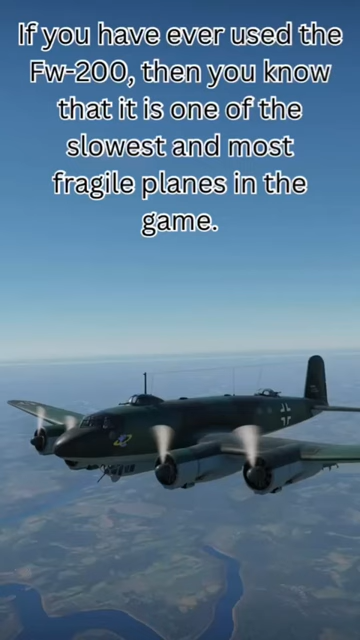 If you have ever used the
Fw-200, then you know
that it is one of the
slowest and most
fragile planes in the
game.